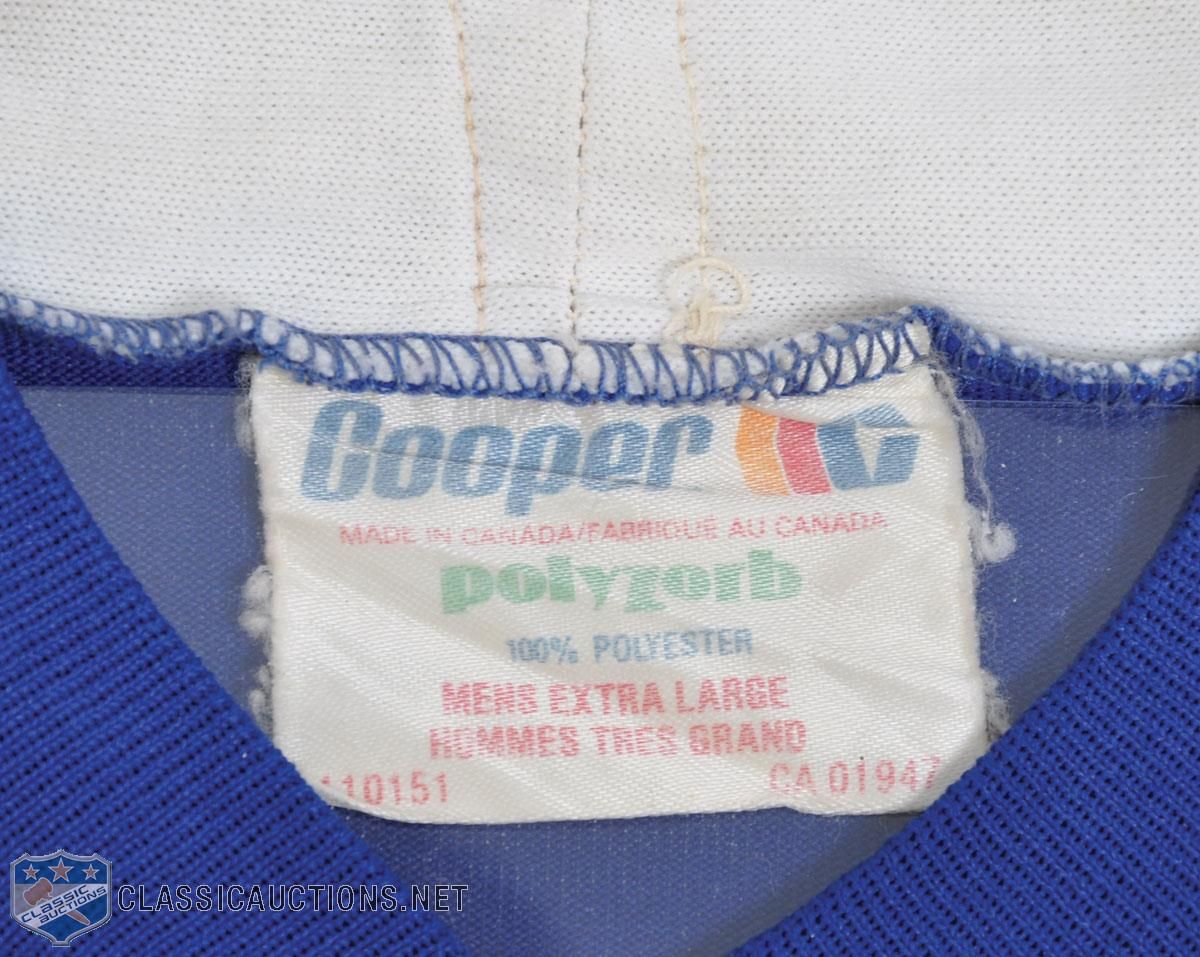 Cooper
MADE IN CANADA/FABRIQUE AU CANADA
polyzorb
100% POLYESTER
MENS EXTRA LARGE
HOMMES TRES GRAND
110151 CA 01947
CLASSIC AUCTIONS
CLASSICAUCTIONS.NET